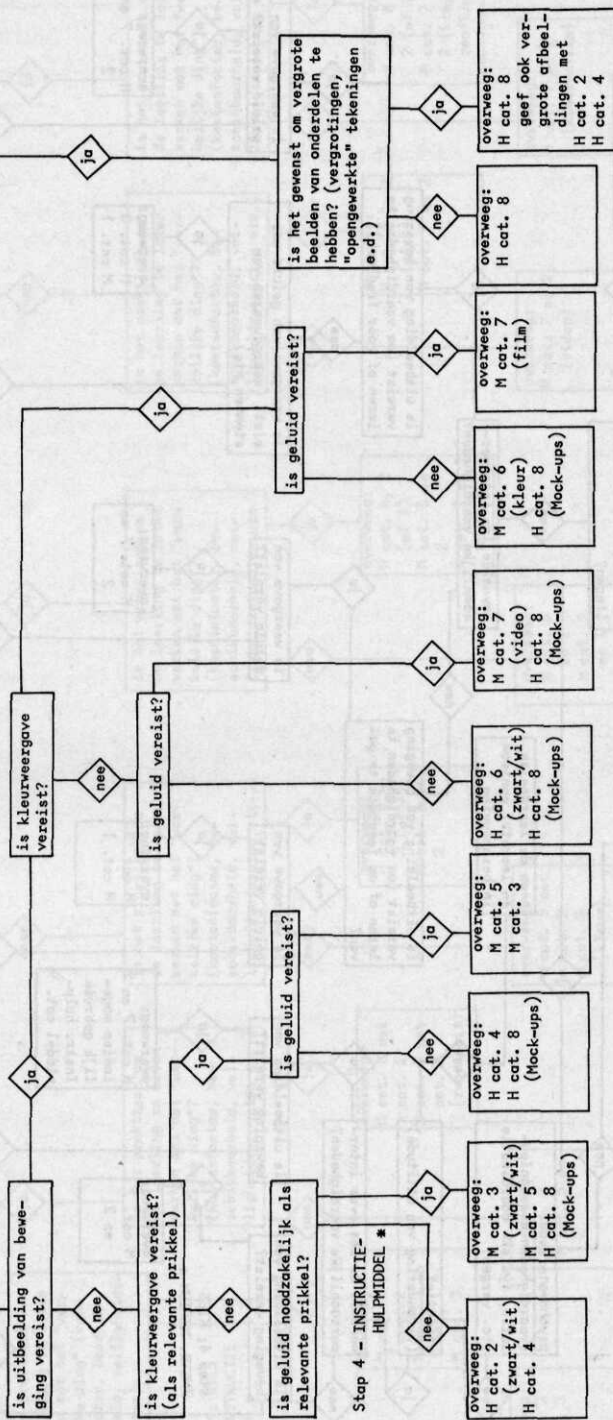 is uitbeelding van bewe-
ging vereist?
ja
nee
is kleurweergave
vereist?
ja
nee
is geluid vereist?
nee
overweeg:
M cat. 6
(kleur)
H cat. 8
(Mock-ups)
ja
overweeg:
M cat. 7
(film)
is geluid vereist?
nee
overweeg:
H cat. 6
(zwart/wit)
H cat. 8
(Mock-ups)
ja
overweeg:
M cat. 7
(video)
H cat. 8
(Mock-ups)
is kleurweergave vereist?
(als relevante prikkel)
ja
nee
is geluid vereist?
nee
overweeg:
H cat. 4
H cat. 8
(Mock-ups)
ja
overweeg:
M cat. 5
M cat. 3
is geluid noodzakelijk als
relevante prikkel?
Stap 4 - INSTRUCTIE-
HULPMIDDEL *
nee
overweeg:
H cat. 2
(zwart/wit)
H cat. 4
ja
overweeg:
M cat. 3
(zwart/wit)
M cat. 5
H cat. 8
(Mock-ups)
ja
is het gewenst om vergrote
beelden van onderdelen te
hebben? (vergrotingen,
"opengewerkte" tekeningen
e.d.)
nee
overweeg:
H cat. 8
ja
overweeg:
H cat. 8
geef ook ver-
grote afbeel-
dingen met
H cat. 2
H cat. 4